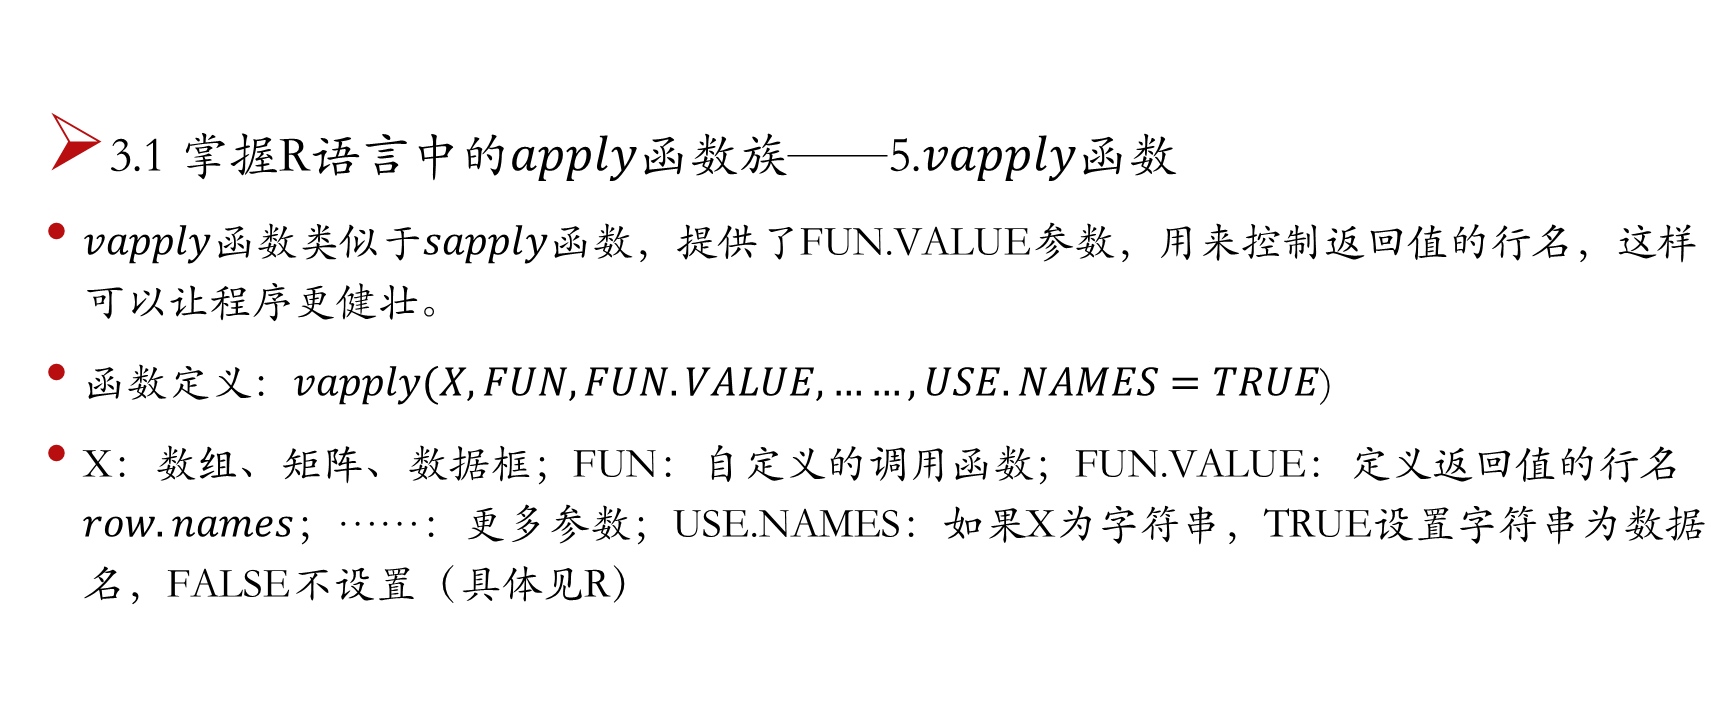 3.1 掌握R语言中的apply函数族——5.vapply函数
vapply函数类似于sapply函数，提供了FUN.VALUE参数，用来控制返回值的行名，这样
可以让程序更健壮。
函数定义：vapply(X,FUN,FUN.VALUE,……,USE.NAMES = TRUE)
X：数组、矩阵、数据框；FUN：自定义的调用函数；FUN.VALUE：定义返回值的行名
row.names；……：更多参数；USE.NAMES：如果X为字符串，TRUE设置字符串为数据
名，FALSE不设置（具体见R）